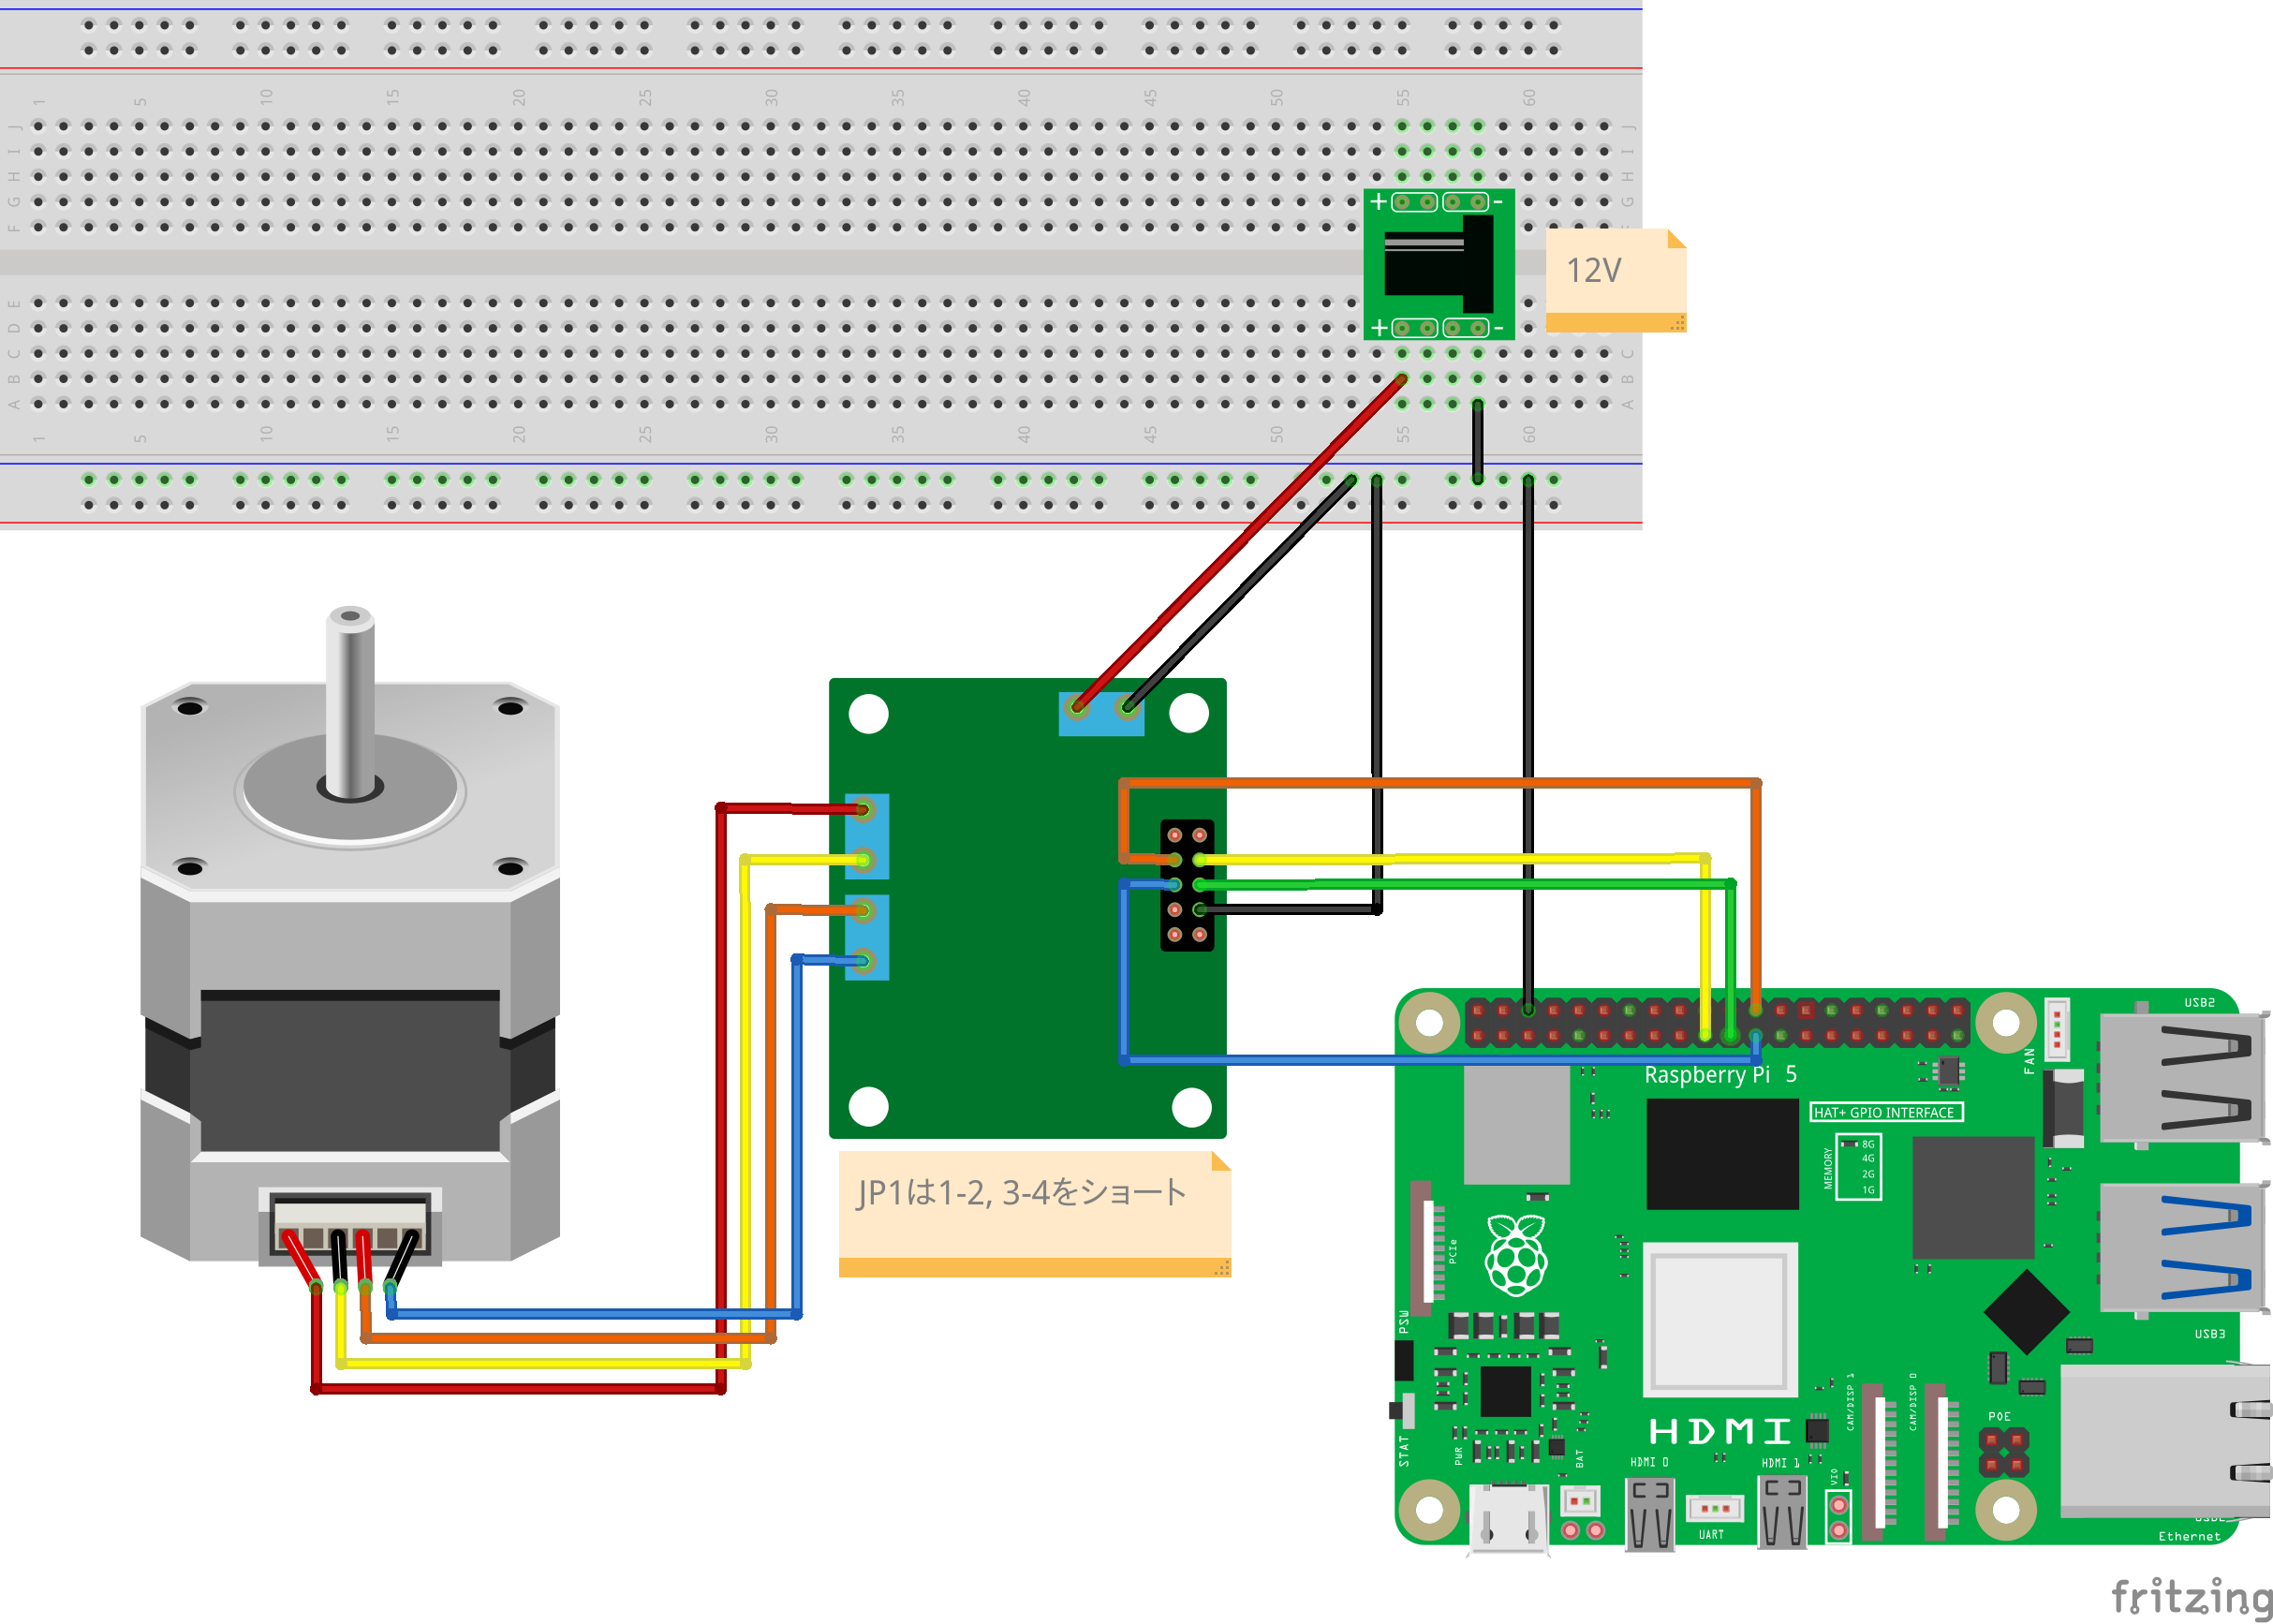 1 5 10 15 20 25 30 35 40 45 50 55 60
J J
I I
H H
G G
F
+ - 
12V
+ -
E
D
C C
B B
A A
1 5 10 15 20 25 30 35 40 45 50 55 60
USB2
FAN
Raspberry Pi 5
HAT+ GPIO INTERFACE
MEMORY
8G
4G
2G
1G
JP1は1-2, 3-4をショート
PCIe
PSW
USB3
CAM/DISP 1
CAM/DISP 0
POE
HDMI
STAT
PWR
BAT
HDMI 0
HDMI 1
VIO
UART
Ethernet
fritzing